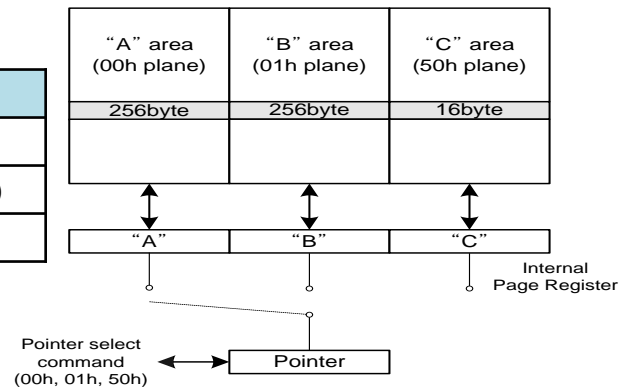 “A” area
(00h plane)
“B” area
(01h plane)
“C” area
(50h plane)
256byte
256byte
16byte
)
“A”
“B”
“C”
Internal
Page Register
Pointer select
command
(00h, 01h, 50h)
Pointer